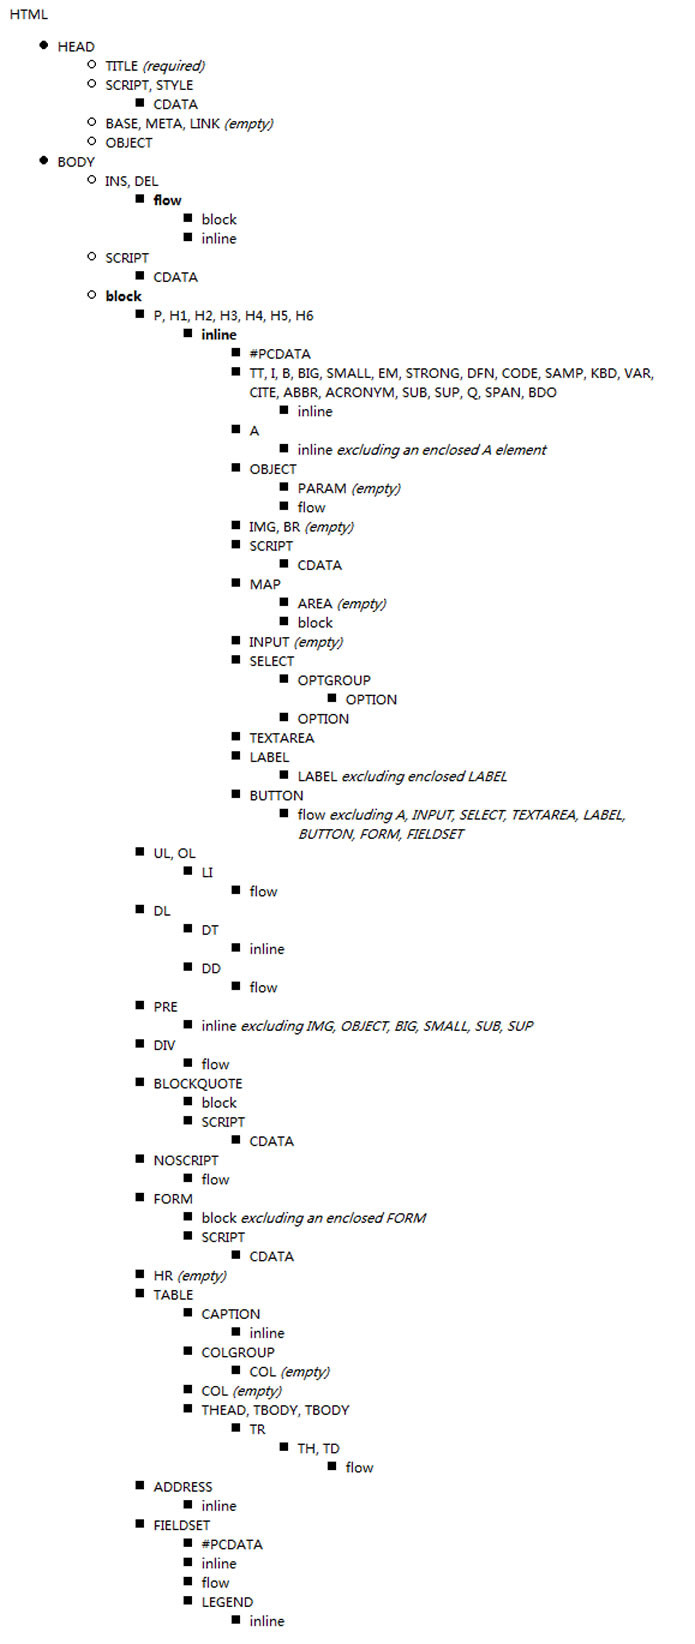 HTML
HEAD
TITLE (required)
SCRIPT, STYLE
CDATA
BASE, META, LINK (empty)
OBJECT
BODY
INS, DEL
flow
block
inline
SCRIPT
CDATA
block
P, H1, H2, H3, H4, H5, H6
inline
#PCDATA
TT, I, B, BIG, SMALL, EM, STRONG, DFN, CODE, SAMP, KBD, VAR,
CITE, ABBR, ACRONYM, SUB, SUP, Q, SPAN, BDO
inline
A
inline excluding an enclosed A element
OBJECT
PARAM (empty)
flow
IMG, BR (empty)
SCRIPT
CDATA
MAP
AREA (empty)
block
INPUT (empty)
SELECT
OPTGROUP
OPTION
OPTION
TEXTAREA
LABEL
LABEL excluding enclosed LABEL
BUTTON
flow excluding A, INPUT, SELECT, TEXTAREA, LABEL,
BUTTON, FORM, FIELDSET
UL, OL
LI
flow
DL
DT
inline
DD
flow
PRE
inline excluding IMG, OBJECT, BIG, SMALL, SUB, SUP
DIV
flow
BLOCKQUOTE
block
SCRIPT
CDATA
NOSCRIPT
flow
FORM
block excluding an enclosed FORM
SCRIPT
CDATA
HR (empty)
TABLE
CAPTION
inline
COLGROUP
COL (empty)
COL (empty)
THEAD, TBODY, TBODY
TR
TH, TD
flow
ADDRESS
inline
FIELDSET
#PCDATA
inline
flow
LEGEND
inline